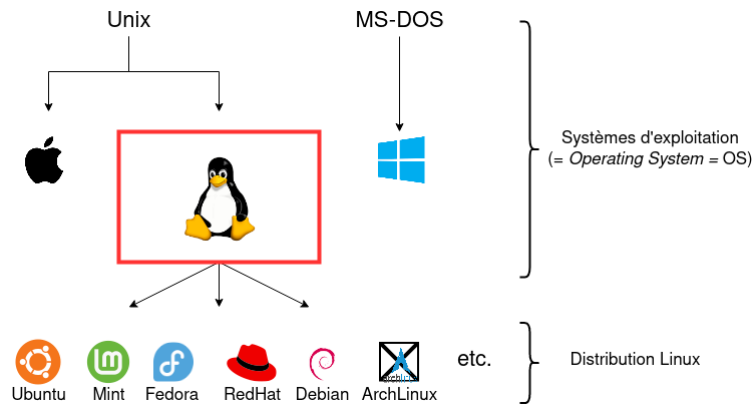 Unix
MS-DOS
Systèmes d'exploitation
(= Operating System = OS)
Ubuntu
Mint
Fedora
RedHat
Debian
ArchLinux
etc.
Distribution Linux